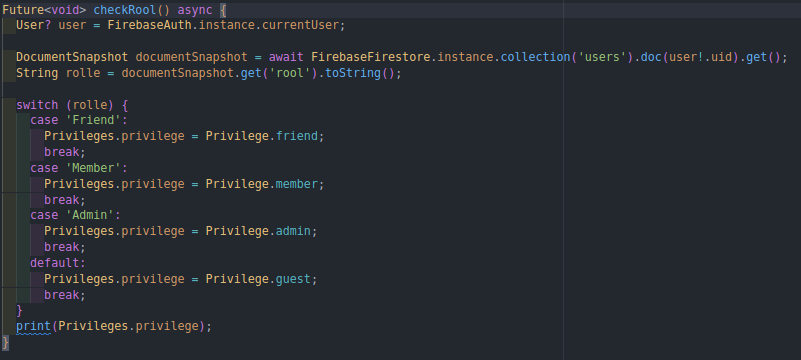 Future<void> checkRool() async {
  User? user = FirebaseAuth.instance.currentUser;

  DocumentSnapshot documentSnapshot = await FirebaseFirestore.instance.collection('users').doc(user!.uid).get();
  String rolle = documentSnapshot.get('rool').toString();

  switch (rolle) {
    case 'Friend':
      Privileges.privilege = Privilege.friend;
      break;
    case 'Member':
      Privileges.privilege = Privilege.member;
      break;
    case 'Admin':
      Privileges.privilege = Privilege.admin;
      break;
    default:
      Privileges.privilege = Privilege.guest;
      break;
  }
  print(Privileges.privilege);
}